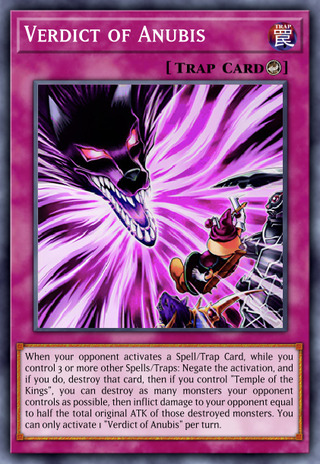 Verdict of Anubis
TRAP
罠
[ Trap Card ]
When your opponent activates a Spell/Trap Card, while you
control 3 or more other Spells/Traps: Negate the activation, and
if you do, destroy that card, then if you control "Temple of the
Kings", you can destroy as many monsters your opponent
controls as possible, then inflict damage to your opponent equal
to half the total original ATK of those destroyed monsters. You
can only activate 1 "Verdict of Anubis" per turn.